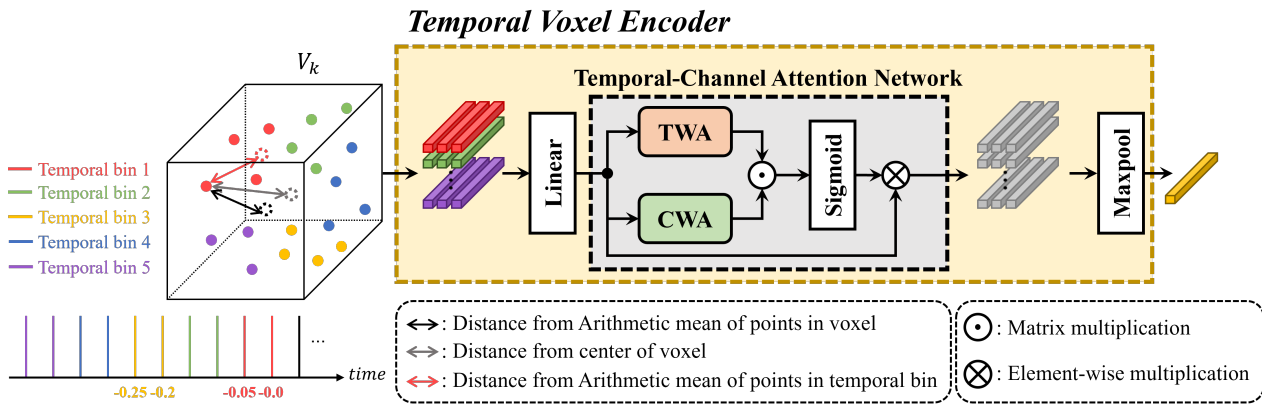 Temporal Voxel Encoder
V_k
Temporal-Channel Attention Network
Temporal bin 1
Temporal bin 2
Temporal bin 3
Temporal bin 4
Temporal bin 5
Linear
TWA
CWA
Sigmoid
Maxpool
...
time
-0.25 -0.2
-0.05 -0.0
: Distance from Arithmetic mean of points in voxel
: Distance from center of voxel
: Distance from Arithmetic mean of points in temporal bin
: Matrix multiplication
: Element-wise multiplication